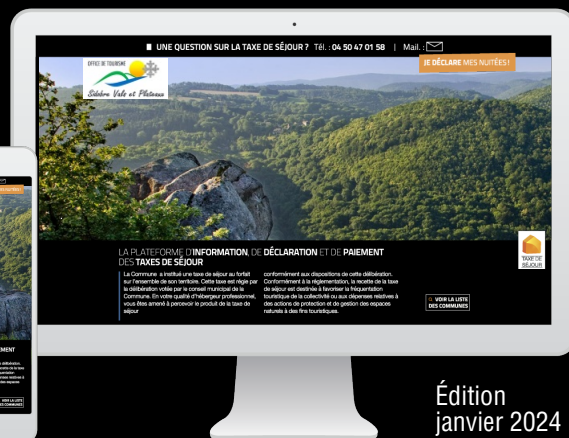 ■ UNE QUESTION SUR LA TAXE DE SÉJOUR ? Tél. : 04 50 47 01 58 | Mail. :
JE DÉCLARE MES NUITÉES !
OFFICE DE TOURISME
Sidobre Vals et Plateaux
LA PLATEFORME D'INFORMATION, DE DÉCLARATION ET DE PAIEMENT
DES TAXES DE SÉJOUR
La Commune a institué une taxe de séjour au forfait
sur l'ensemble de son territoire. Cette taxe est régie par
la délibération votée par le conseil municipal de la
Commune. En votre qualité d'hébergeur professionnel,
vous êtes amené à percevoir le produit de la taxe de
séjour
conformément aux dispositions de cette délibération.
Conformément à la réglementation, la recette de la taxe
de séjour est destinée à favoriser la fréquentation
touristique de la collectivité ou aux dépenses relatives à
des actions de protection et de gestion des espaces
naturels à des fins touristiques.
TAXE DE
SÉJOUR
VOIR LA LISTE
DES COMMUNES
VOIR LA LISTE
DES COMMUNES
Édition
janvier 2024